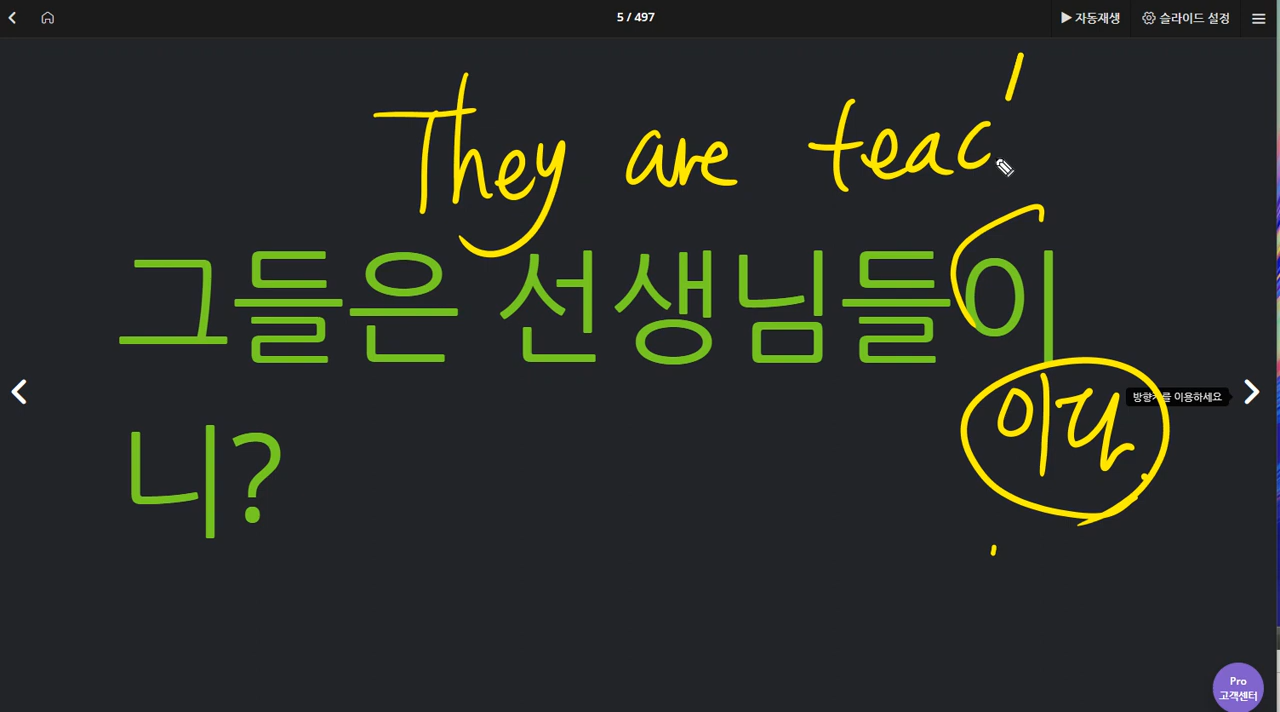 5 / 497
▶ 자동재생
슬라이드 설정
They are teac
그들은 선생님들이
니?
이다
방향키를 이용하세요
Pro
고객센터